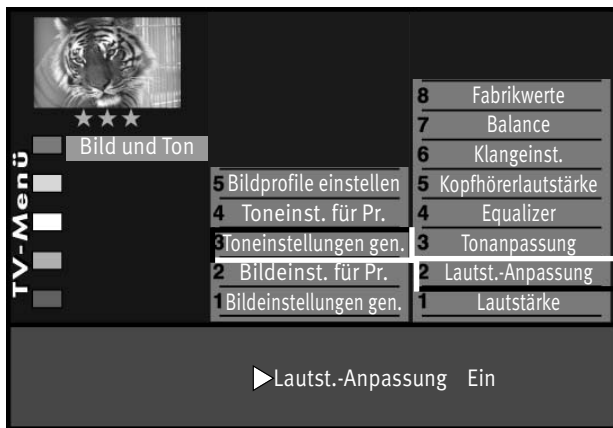 TV-Menü
Bild und Ton
5 Bildprofile einstellen
4 Toneinst. für Pr.
3 Toneinstellungen gen.
2 Bildeinst. für Pr.
1 Bildeinstellungen gen.
8 Fabrikwerte
7 Balance
6 Klangeinst.
5 Kopfhörerlautstärke
4 Equalizer
3 Tonanpassung
2 Lautst.-Anpassung
1 Lautstärke
Lautst.-Anpassung Ein